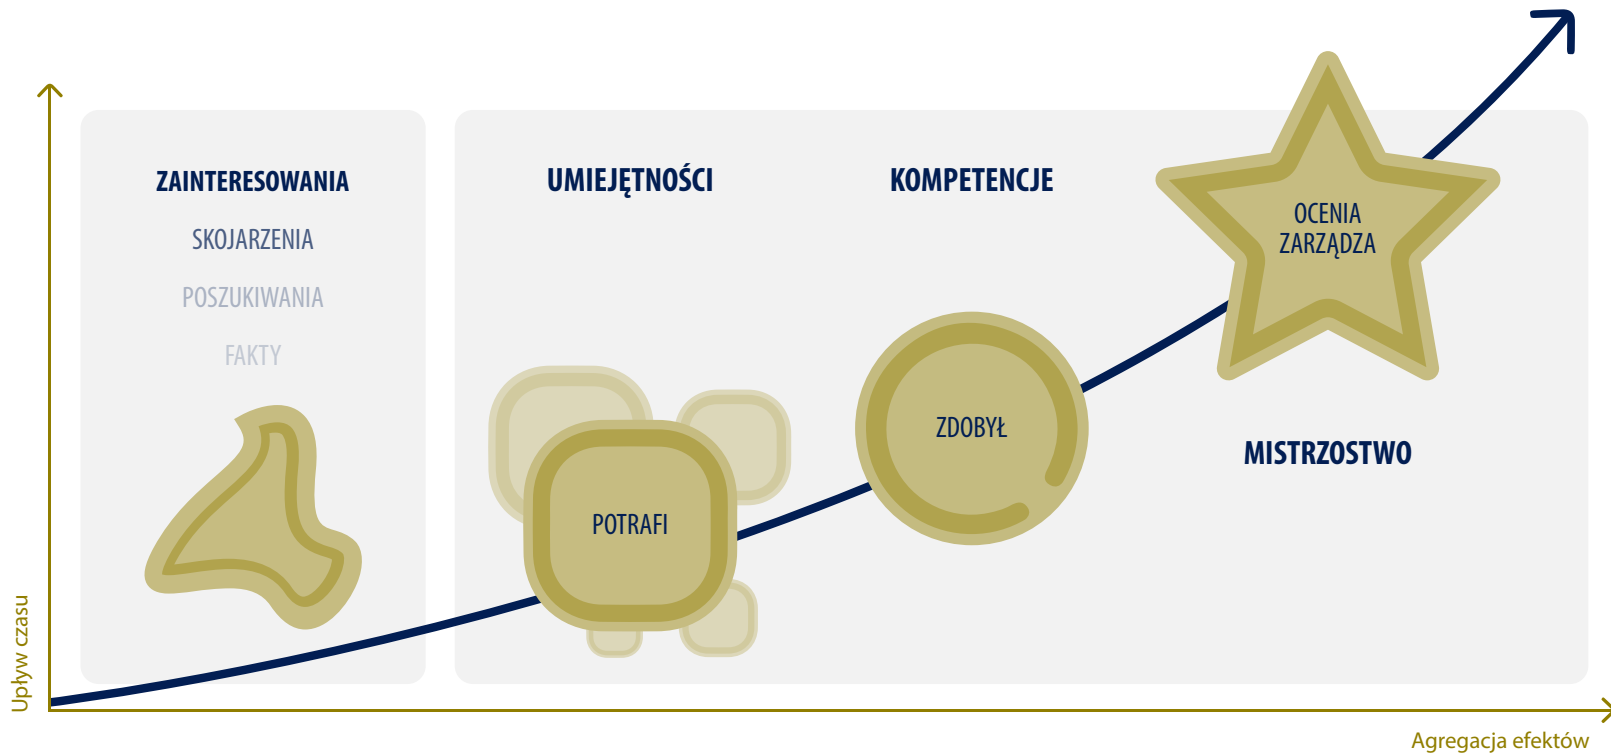 ZAINTERESOWANIA
SKOJARZENIA
POSZUKIWANIA
FAKTY
UMIEJĘTNOŚCI
POTRAFI
KOMPETENCJE
ZDOBYŁ
OCENIA
ZARZĄDZA
MISTRZOSTWO
Upływ czasu
Agregacja efektów